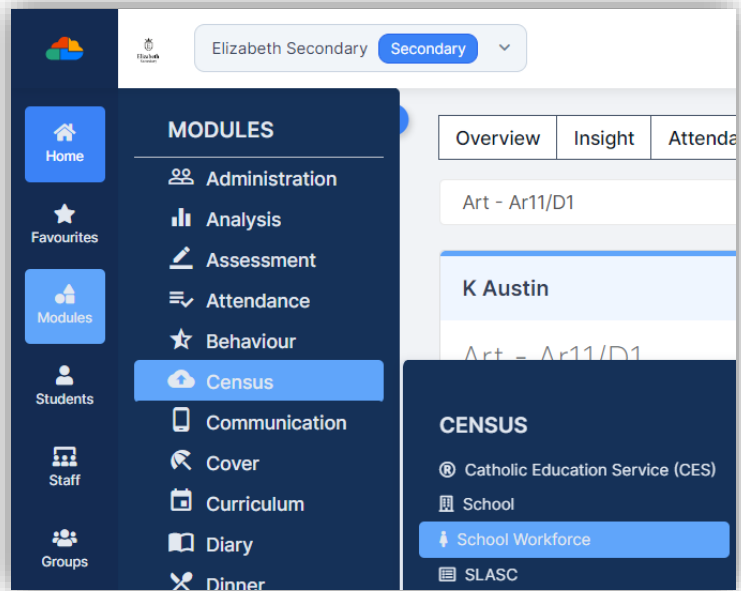 Elizabeth Secondary Secondary
Home
Favourites
Modules
Students
Staff
Groups
MODULES
Administration
Analysis
Assessment
Attendance
Behaviour
Census
Communication
Cover
Curriculum
Diary
Dinner
Overview Insight Attenda
Art - Ar11/D1
K Austin
Art - Ar11/D1
CENSUS
Catholic Education Service (CES)
School
School Workforce
SLASC